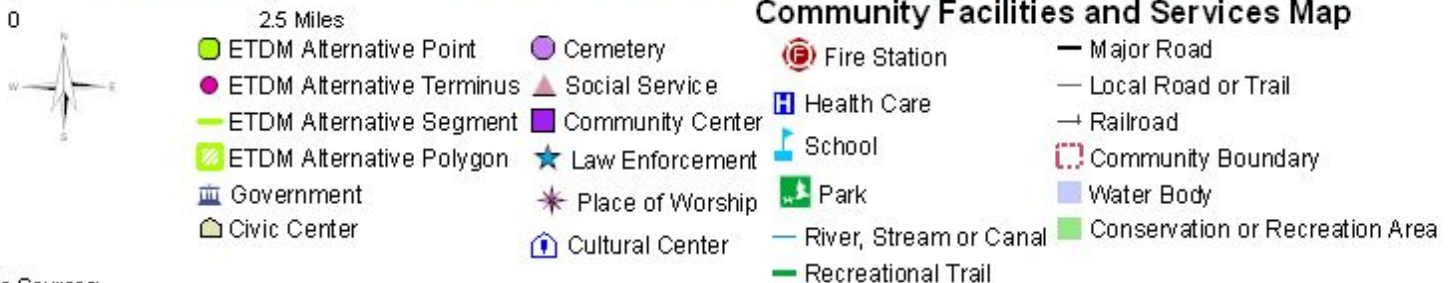 Community Facilities and Services Map
0
2.5 Miles
N
W
E
S
ETDM Alternative Point
ETDM Alternative Terminus
ETDM Alternative Segment
ETDM Alternative Polygon
Government
Civic Center
Cemetery
Social Service
Community Center
Law Enforcement
Place of Worship
Cultural Center
F Fire Station
H Health Care
School
Park
River, Stream or Canal
Recreational Trail
Major Road
Local Road or Trail
Railroad
Community Boundary
Water Body
Conservation or Recreation Area